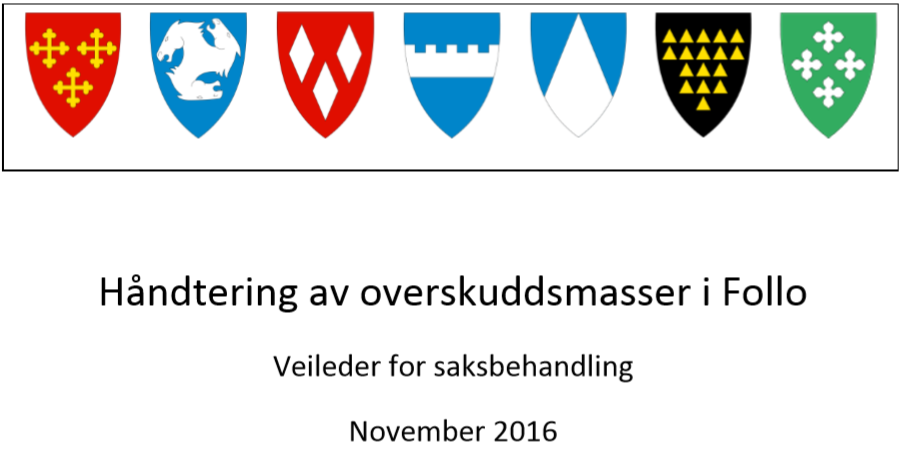 Håndtering av overskuddsmasser i Follo
Veileder for saksbehandling
November 2016